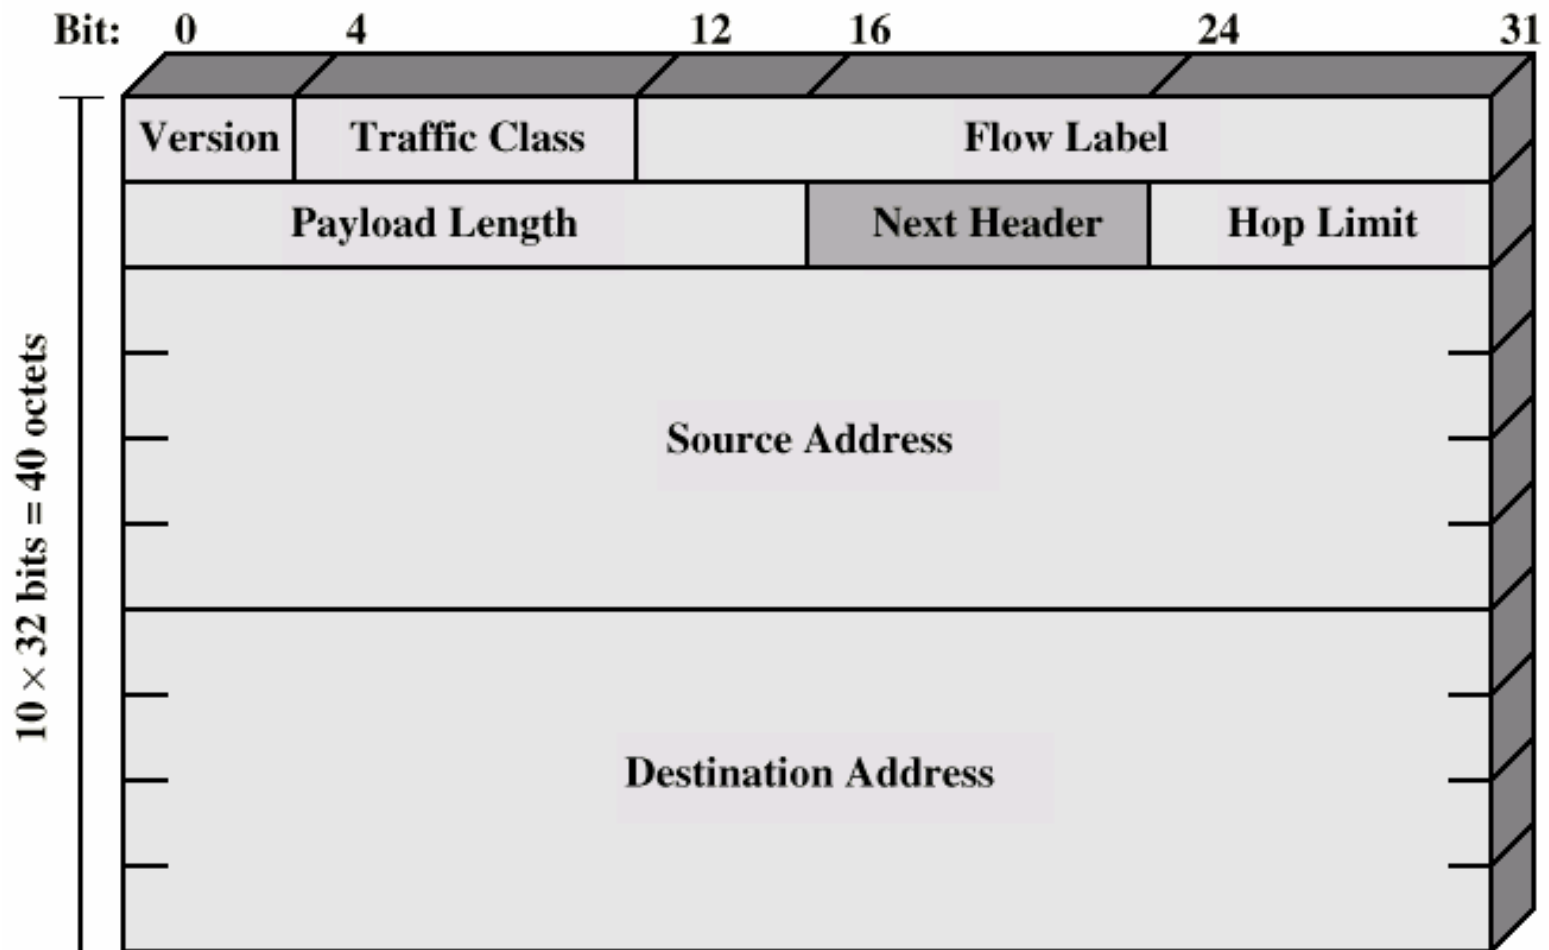 Bit: 0 4 12 16 24 31
Version Traffic Class Flow Label
Payload Length Next Header Hop Limit
Source Address
Destination Address
10 × 32 bits = 40 octets